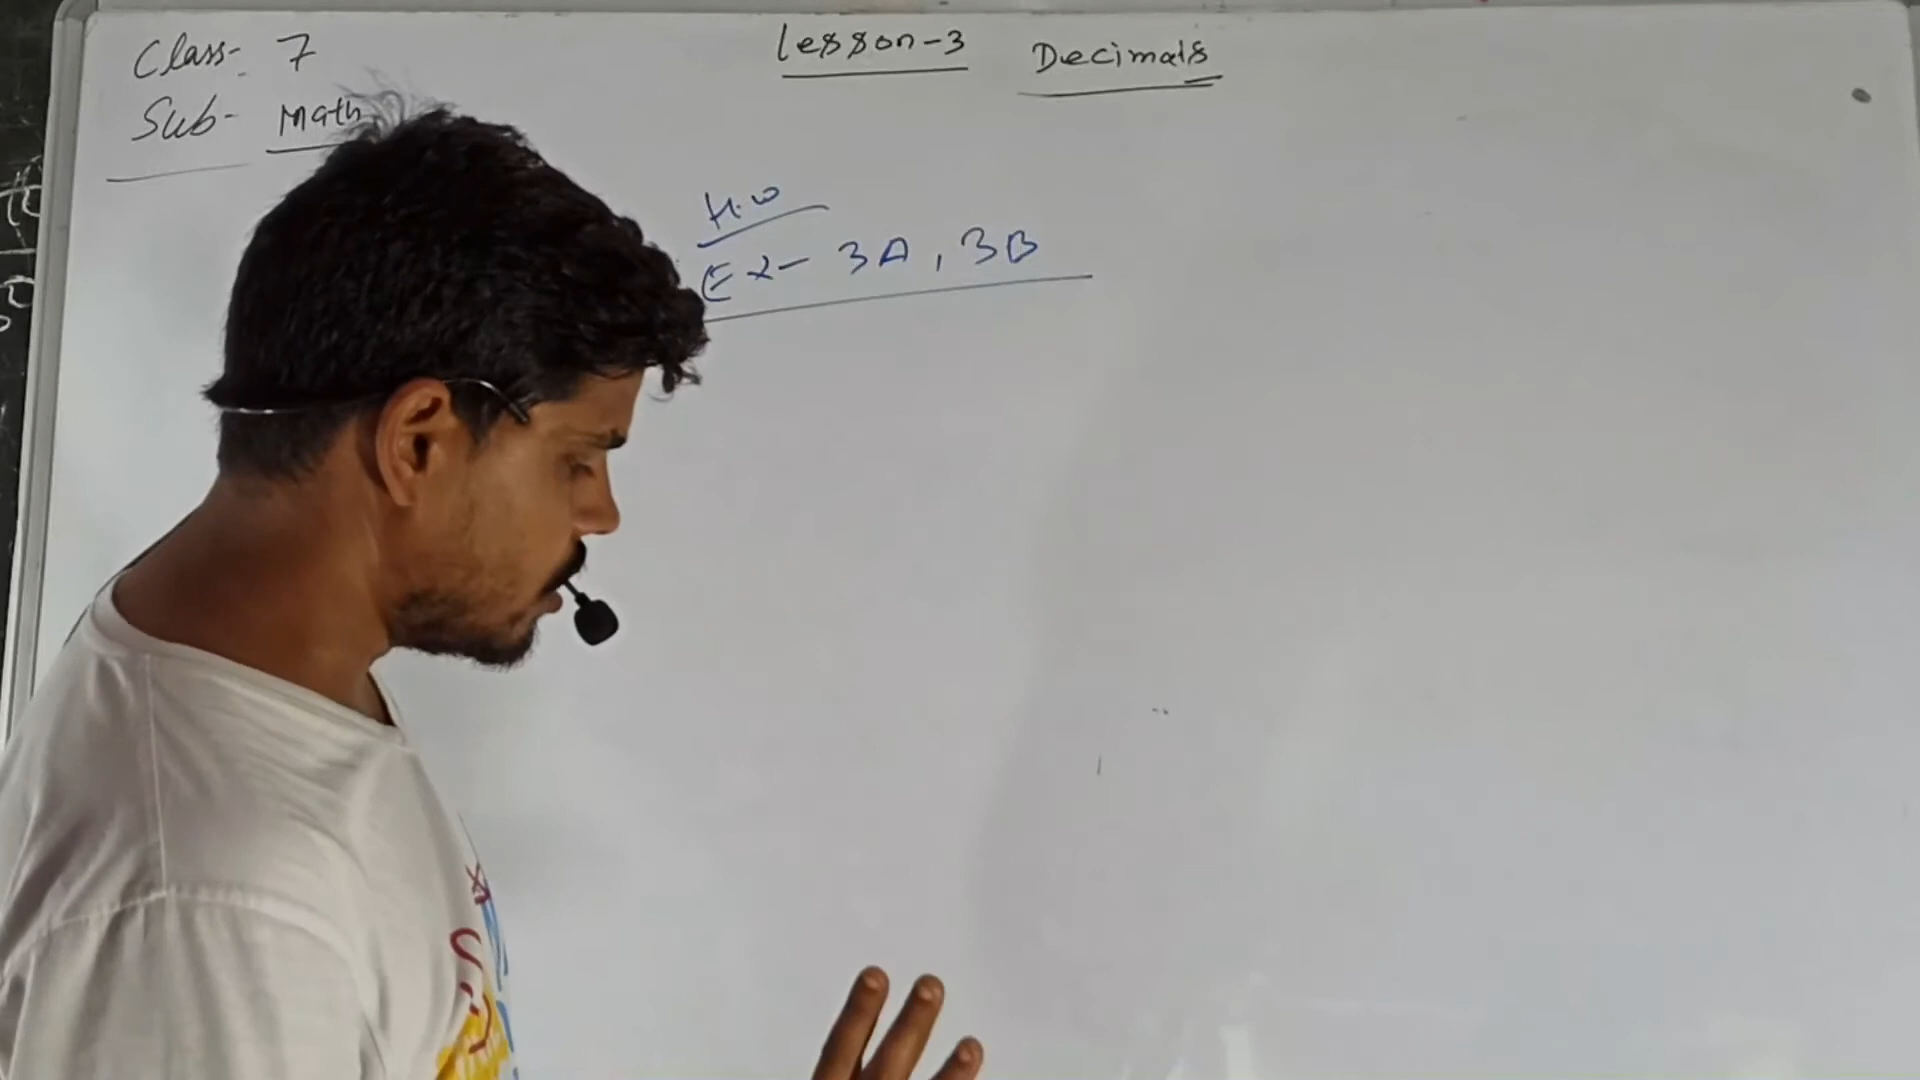 Class- 7
Sub- Math
Lesson-3 Decimals
H.W
Ex- 3A, 3B